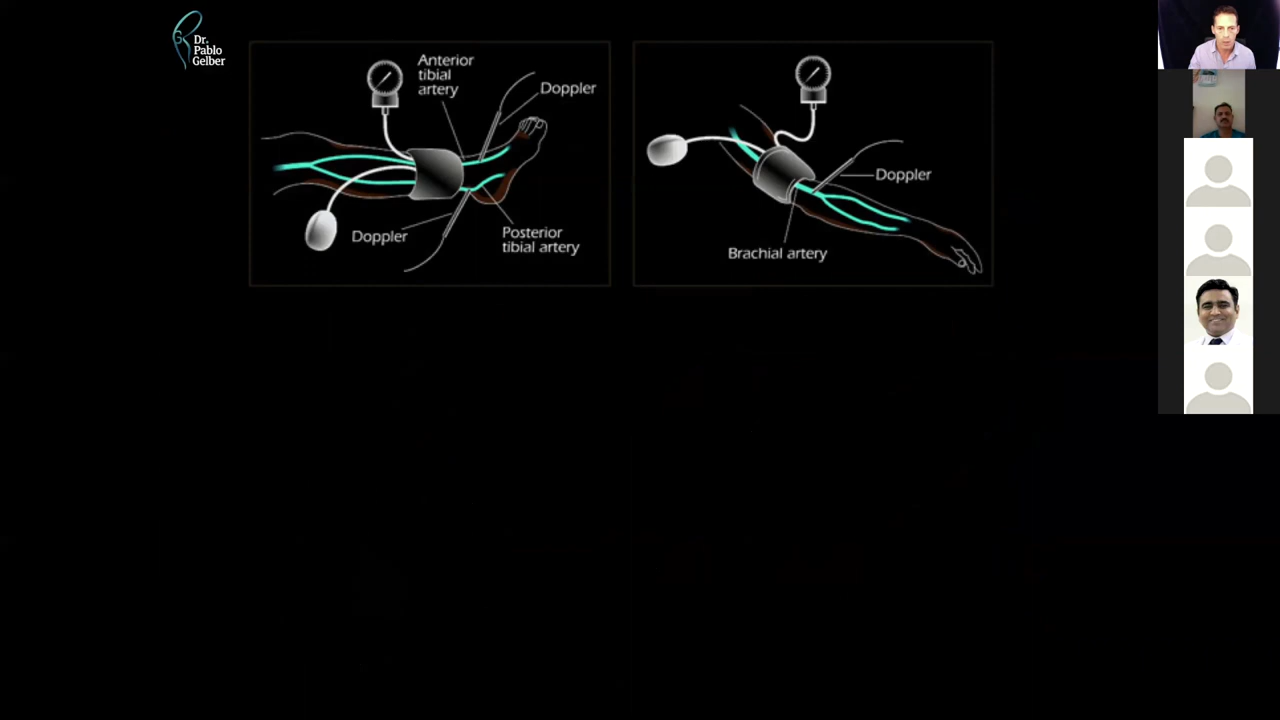 Dr.
Pablo
Gelber
Anterior
tibial
artery
Doppler
Doppler
Posterior
tibial artery
Doppler
Brachial artery